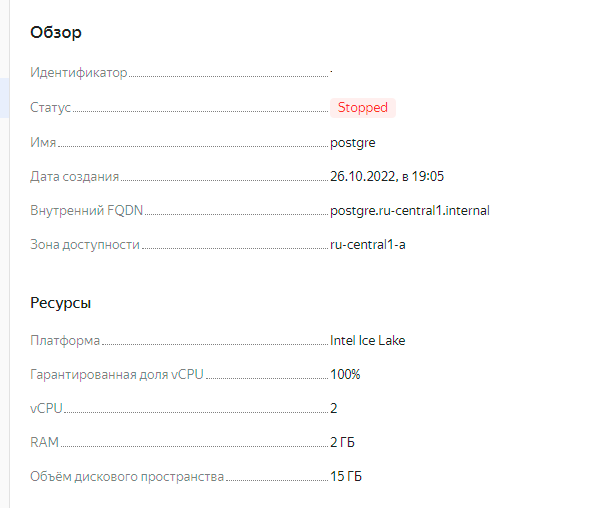 Обзор
Идентификатор
Статус Stopped
Имя postgre
Дата создания 26.10.2022, в 19:05
Внутренний FQDN postgre.ru-central1.internal
Зона доступности ru-central1-a
Ресурсы
Платформа Intel Ice Lake
Гарантированная доля vCPU 100%
vCPU 2
RAM 2 ГБ
Объём дискового пространства 15 ГБ